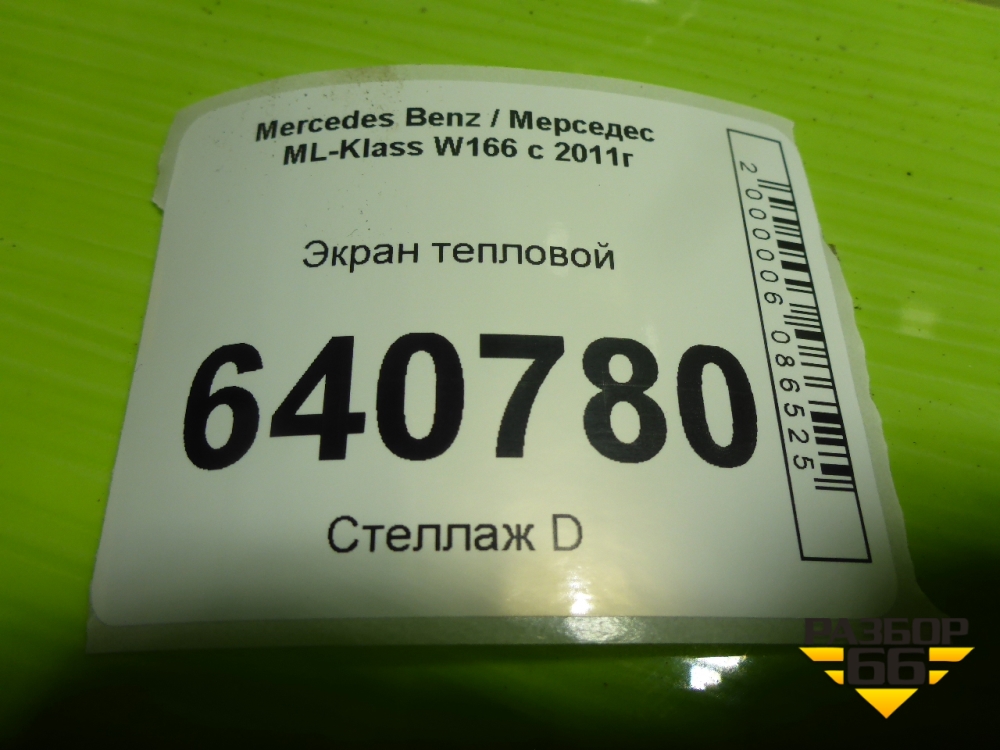 Mercedes Benz / Мерседес
ML-Klass W166 с 2011г
Экран тепловой
640780
Стеллаж D
2000006086525
РАЗБОР
66